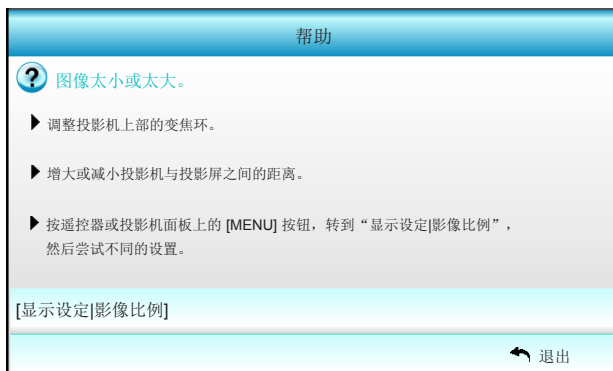 帮助
图像太小或太大。
调整投影机上部的变焦环。
增大或减小投影机与投影屏之间的距离。
按遥控器或投影机面板上的 [MENU] 按钮，转到“显示设定|影像比例”，
然后尝试不同的设置。
[显示设定|影像比例]
退出